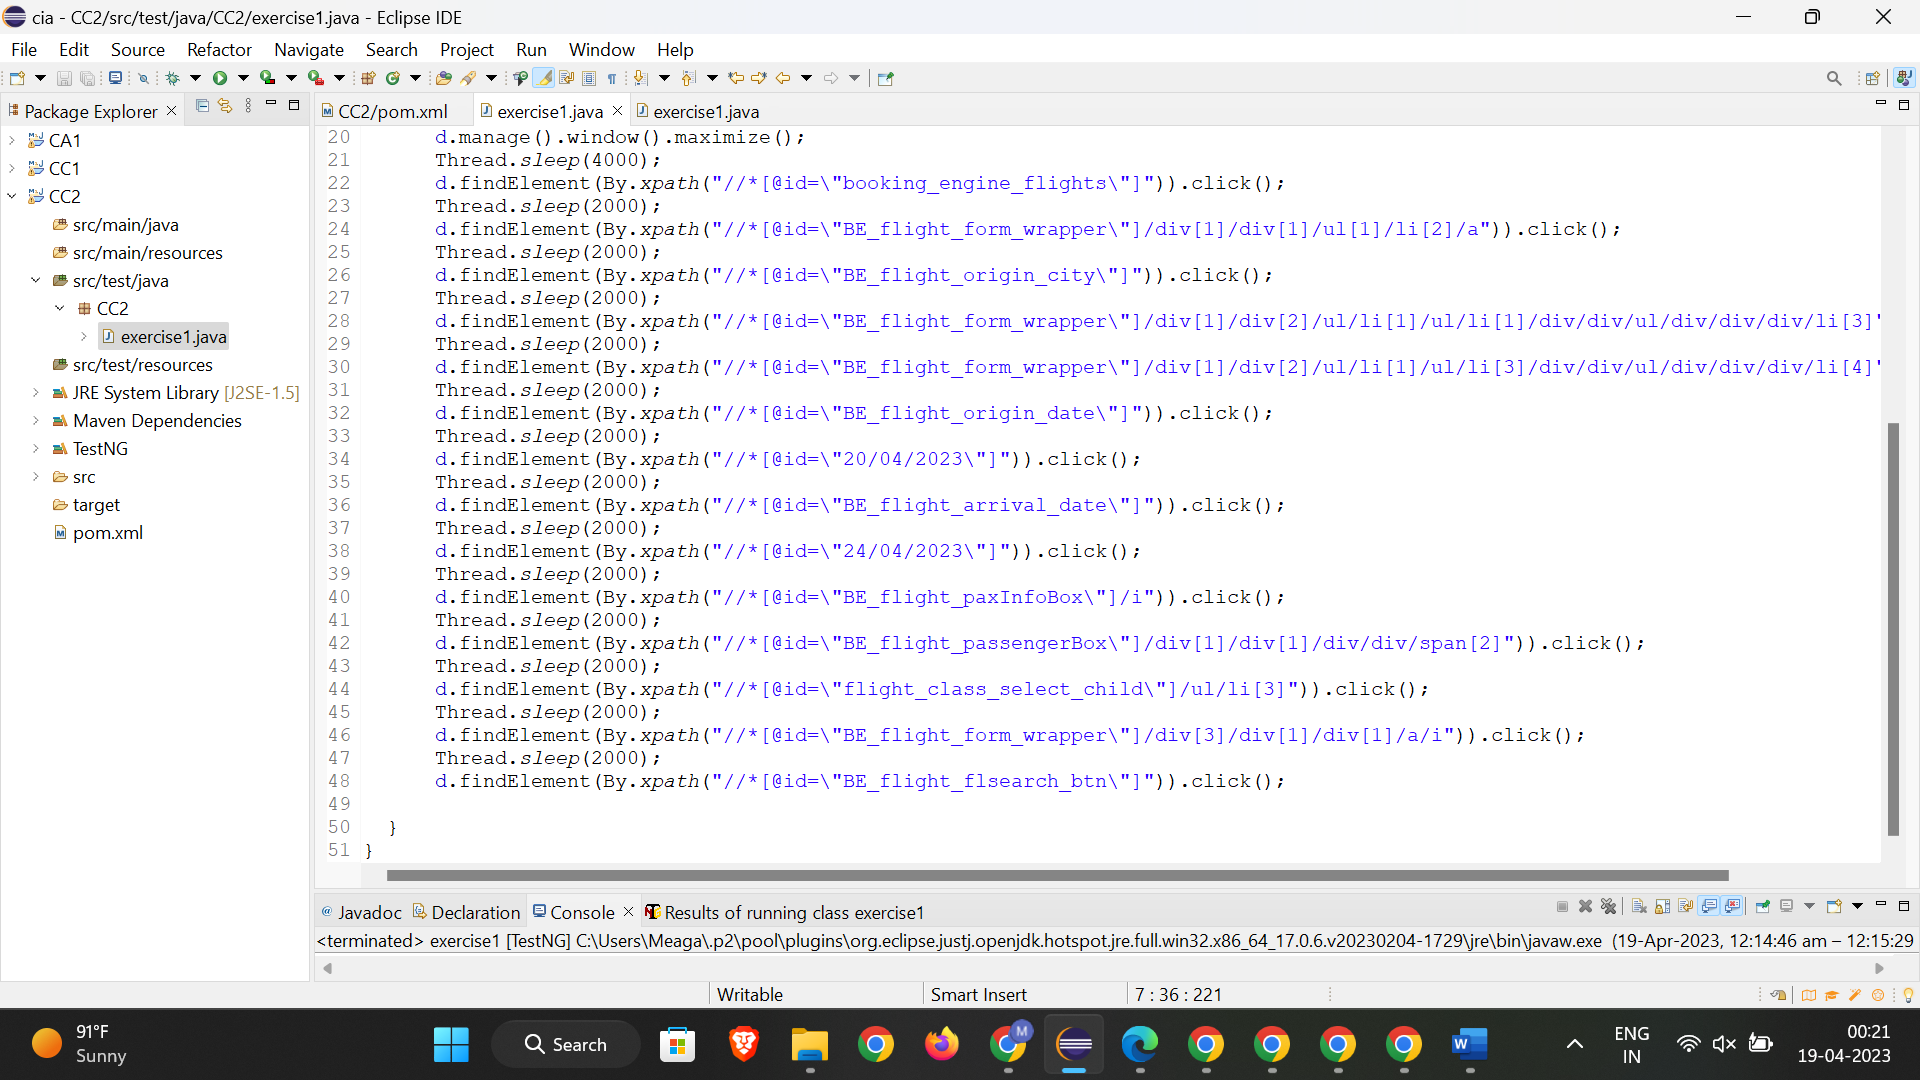 cia - CC2/src/test/java/CC2/exercise1.java - Eclipse IDE
File Edit Source Refactor Navigate Search Project Run Window Help
Package Explorer
CC2/pom.xml exercise1.java exercise1.java
CA1
CC1
CC2
src/main/java
src/main/resources
src/test/java
CC2
exercise1.java
src/test/resources
JRE System Library [J2SE-1.5]
Maven Dependencies
TestNG
src
target
pom.xml
20 d.manage().window().maximize();
21 Thread.sleep(4000);
22 d.findElement(By.xpath("//*[@id=\"booking_engine_flights\"]")).click();
23 Thread.sleep(2000);
24 d.findElement(By.xpath("//*[@id=\"BE_flight_form_wrapper\"]/div[1]/div[1]/ul[1]/li[2]/a")).click();
25 Thread.sleep(2000);
26 d.findElement(By.xpath("//*[@id=\"BE_flight_origin_city\"]")).click();
27 Thread.sleep(2000);
28 d.findElement(By.xpath("//*[@id=\"BE_flight_form_wrapper\"]/div[1]/div[2]/ul/li[1]/ul/li[1]/div/div/ul/div/div/div/li[3]"
29 Thread.sleep(2000);
30 d.findElement(By.xpath("//*[@id=\"BE_flight_form_wrapper\"]/div[1]/div[2]/ul/li[1]/ul/li[3]/div/div/ul/div/div/div/li[4]"
31 Thread.sleep(2000);
32 d.findElement(By.xpath("//*[@id=\"BE_flight_origin_date\"]")).click();
33 Thread.sleep(2000);
34 d.findElement(By.xpath("//*[@id=\"20/04/2023\"]")).click();
35 Thread.sleep(2000);
36 d.findElement(By.xpath("//*[@id=\"BE_flight_arrival_date\"]")).click();
37 Thread.sleep(2000);
38 d.findElement(By.xpath("//*[@id=\"24/04/2023\"]")).click();
39 Thread.sleep(2000);
40 d.findElement(By.xpath("//*[@id=\"BE_flight_paxInfoBox\"]/i")).click();
41 Thread.sleep(2000);
42 d.findElement(By.xpath("//*[@id=\"BE_flight_passengerBox\"]/div[1]/div[1]/div/div/span[2]")).click();
43 Thread.sleep(2000);
44 d.findElement(By.xpath("//*[@id=\"flight_class_select_child\"]/ul/li[3]")).click();
45 Thread.sleep(2000);
46 d.findElement(By.xpath("//*[@id=\"BE_flight_form_wrapper\"]/div[3]/div[1]/div[1]/a/i")).click();
47 Thread.sleep(2000);
48 d.findElement(By.xpath("//*[@id=\"BE_flight_flsearch_btn\"]")).click();
49
50 }
51 }
@ Javadoc Declaration Console Results of running class exercise1
<terminated> exercise1 [TestNG] C:\Users\Meaga\.p2\pool\plugins\org.eclipse.justj.openjdk.hotspot.jre.full.win32.x86_64_17.0.6.v20230204-1729\jre\bin\javaw.exe (19-Apr-2023, 12:14:46 am – 12:15:29
Writable Smart Insert 7 : 36 : 221
91°F
Sunny
Search
M
W
ENG
IN
00:21
19-04-2023